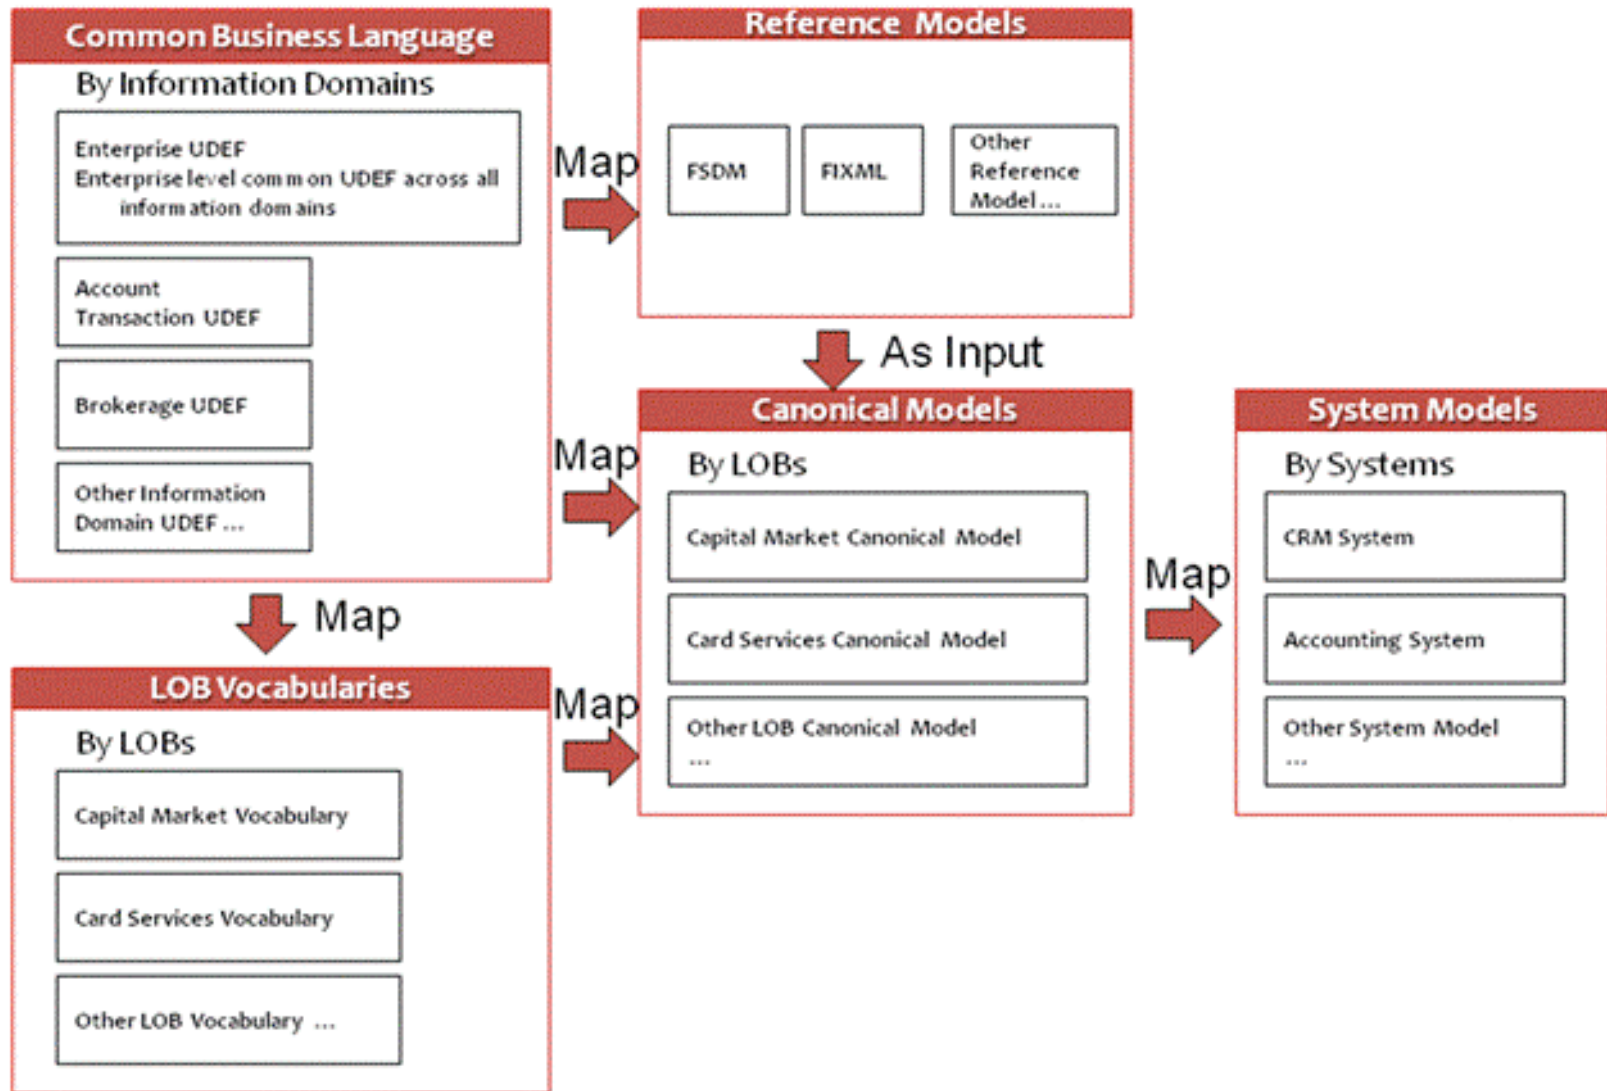 Common Business Language
By Information Domains
Enterprise UDEF
Enterprise level common UDEF across all
information domains
Account
Transaction UDEF
Brokerage UDEF
Other Information
Domain UDEF ...
Map
Reference Models
FSDM
FIXML
Other
Reference
Model ...
As Input
Map
Canonical Models
By LOBs
Capital Market Canonical Model
Card Services Canonical Model
Other LOB Canonical Model
...
Map
System Models
By Systems
CRM System
Accounting System
Other System Model
...
Map
LOB Vocabularies
By LOBs
Capital Market Vocabulary
Card Services Vocabulary
Other LOB Vocabulary ...
Map